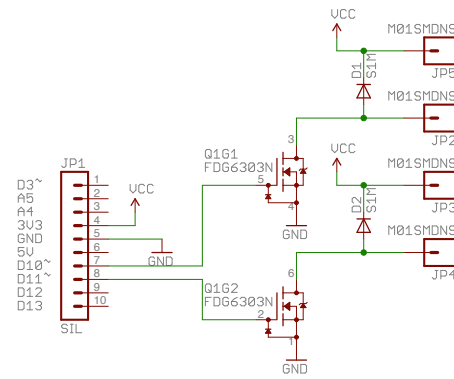 VCC
M01SMDNS
D1
S1M
JP5
M01SMDNS
JP2
Q1G1
FDG6303N
3
5
4
GND
VCC
M01SMDNS
D2
S1M
JP3
M01SMDNS
JP4
JP1
D3~ 1
A5 2
A4 3
3V3 4
GND 5
5V 6
D10~ 7
D11~ 8
D12 9
D13 10
SIL
VCC
GND
Q1G2
FDG6303N
6
2
1
GND